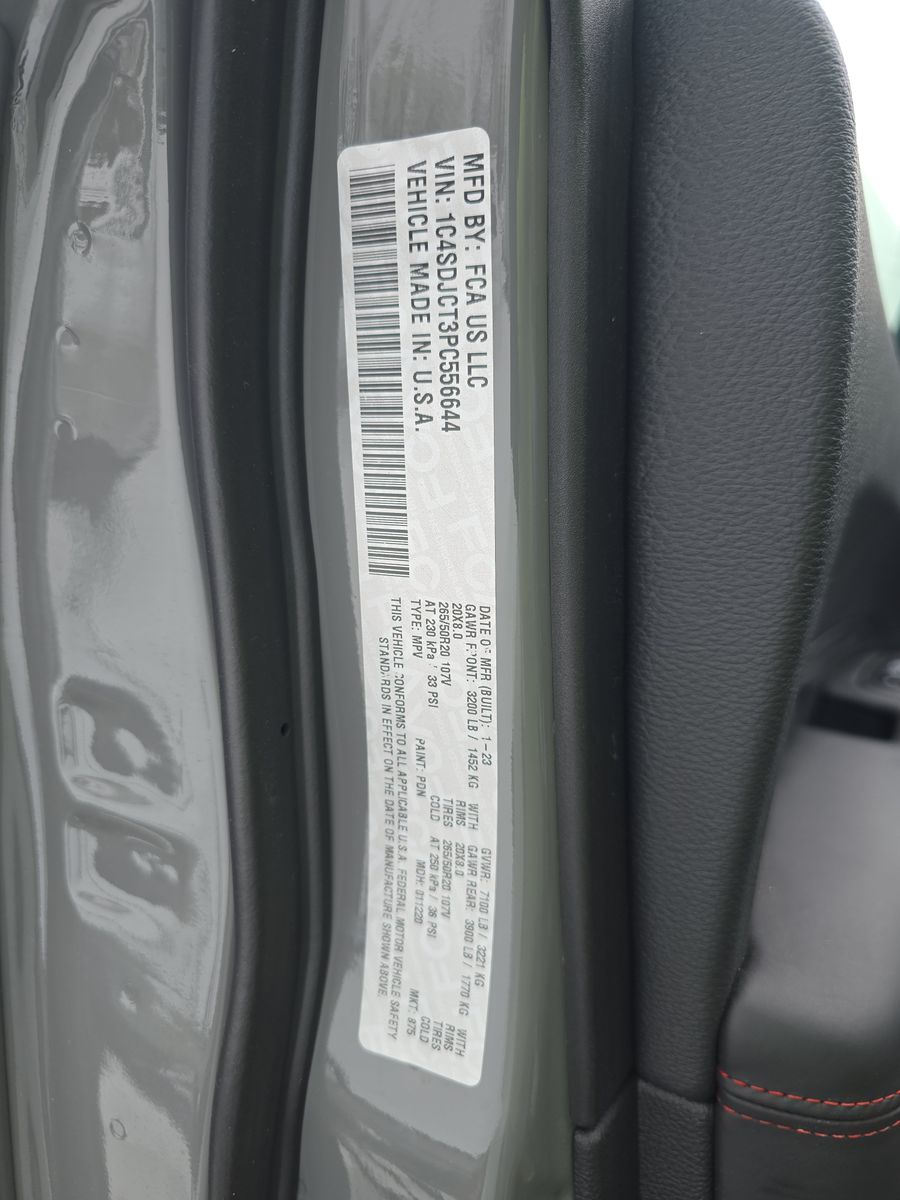 MFD BY: FCA US LLC
VIN: 1C4SDJCT3PC556644
VEHICLE MADE IN: U.S.A.
DATE OF MFR (BUILT): 1-23 GVWR: 7100 LB / 3221 KG
GAWR FRONT: 3200 LB / 1452 KG WITH GAWR REAR: 3900 LB / 1770 KG WITH
20X8.0 RIMS 20X8.0 RIMS
265/50R20 107V TIRES 265/50R20 107V TIRES
AT 230 kPa / 33 PSI COLD AT 250 kPa / 36 PSI COLD
TYPE: MPV PAINT: PDN MDH: 011220 MKT: 875
THIS VEHICLE CONFORMS TO ALL APPLICABLE U.S.A. FEDERAL MOTOR VEHICLE SAFETY
STANDARDS IN EFFECT ON THE DATE OF MANUFACTURE SHOWN ABOVE.